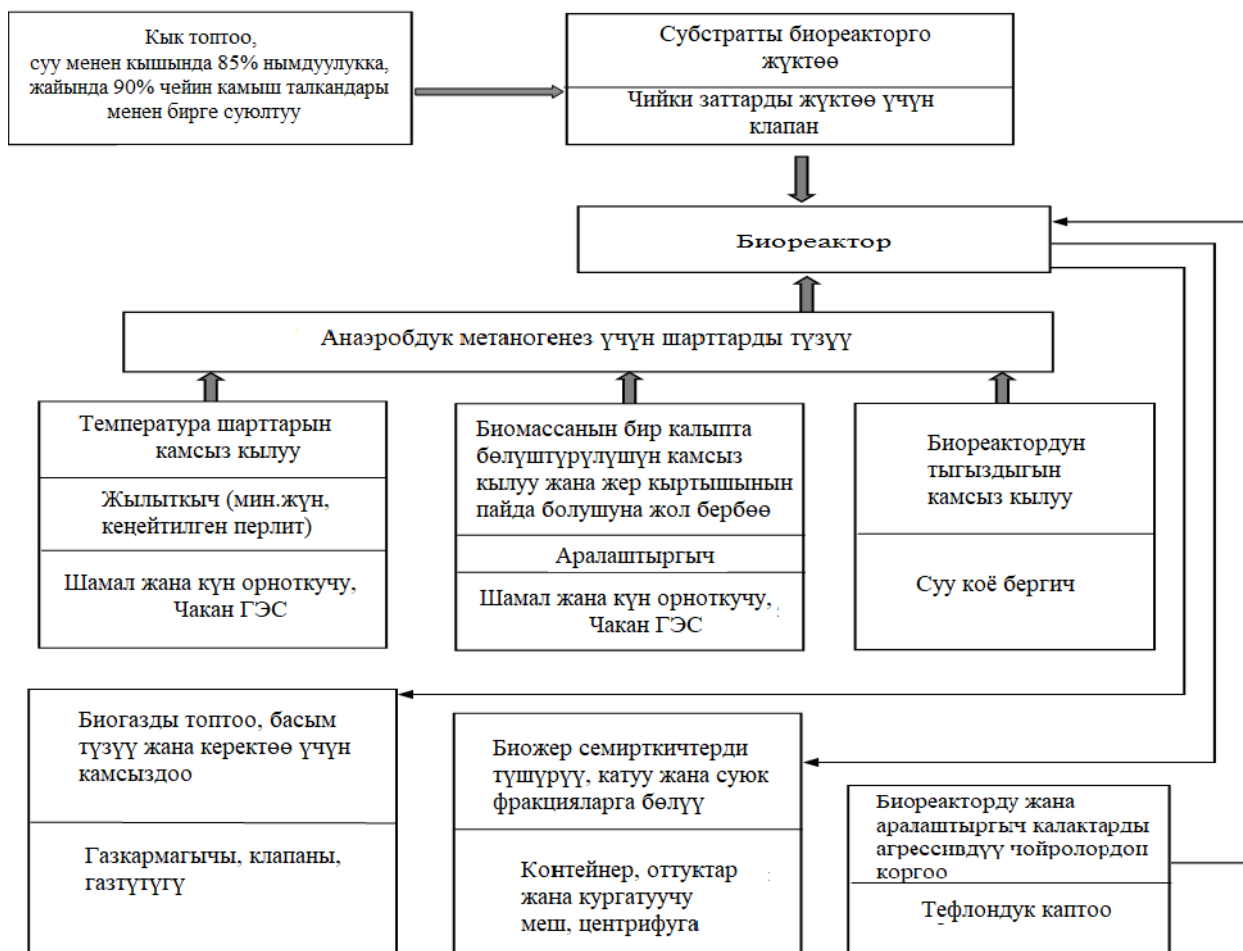 Кык топтоо,
суу менен кышында 85% нымдуулукка,
жайында 90% чейин камыш талкандары
менен бирге суюлтуу
Субстратты биореакторго
жүктөө
Чийки заттарды жүктөө үчүн
клапан
Биореактор
Анаэробдук метаногенез үчүн шарттарды түзүү
Температура шарттарын
камсыз кылуу
Жылыткыч (мин.жүн,
кеңейтилген перлит)
Шамал жана күн орноткучу,
Чакан ГЭС
Биомассанын бир калыпта
бөлүштүрүлүшүн камсыз
кылуу жана жер кыртышынын
пайда болушуна жол бербөө
Аралаштыргыч
Шамал жана күн орноткучу,
Чакан ГЭС
Биореактордун
тыгыздыгын
камсыз кылуу
Суу коё бергич
Биогазды топтоо, басым
түзүү жана керектөө үчүн
камсыздоо
Газкармагычы, клапаны,
газтүтүгү
Биожер семирткичтерди
түшүрүү, катуу жана суюк
фракцияларга бөлүү
Контейнер, оттуктар
жана кургатуучу
меш, центрифуга
Биореакторду жана
аралаштыргыч калактарды
агрессивдүү чойролордоп
коргоо
Тефлондук каптоо